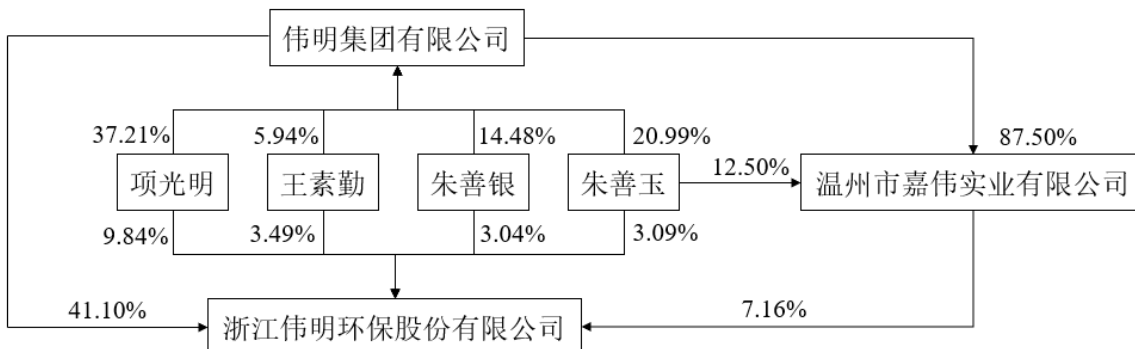 伟明集团有限公司
37.21%
5.94%
14.48%
20.99%
87.50%
项光明
王素勤
朱善银
朱善玉
12.50%
温州市嘉伟实业有限公司
9.84%
3.49%
3.04%
3.09%
41.10%
浙江伟明环保股份有限公司
7.16%